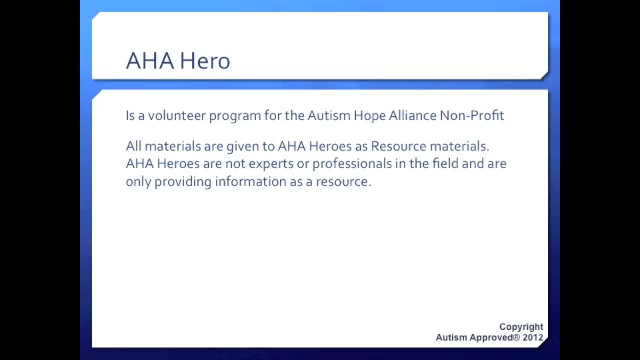 AHA Hero
Is a volunteer program for the Autism Hope Alliance Non-Profit
All materials are given to AHA Heroes as Resource materials.
AHA Heroes are not experts or professionals in the field and are
only providing information as a resource.
Copyright
Autism Approved® 2012